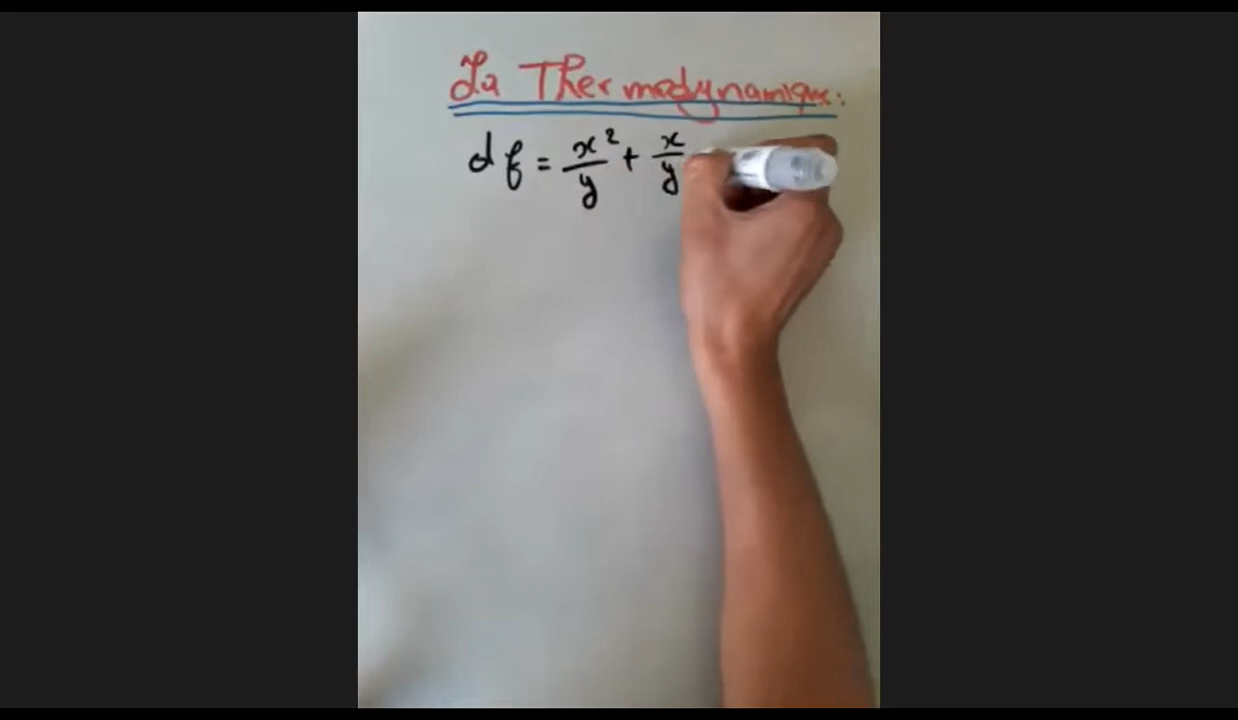 La Thermodynamique:
df = x²/y + x/y